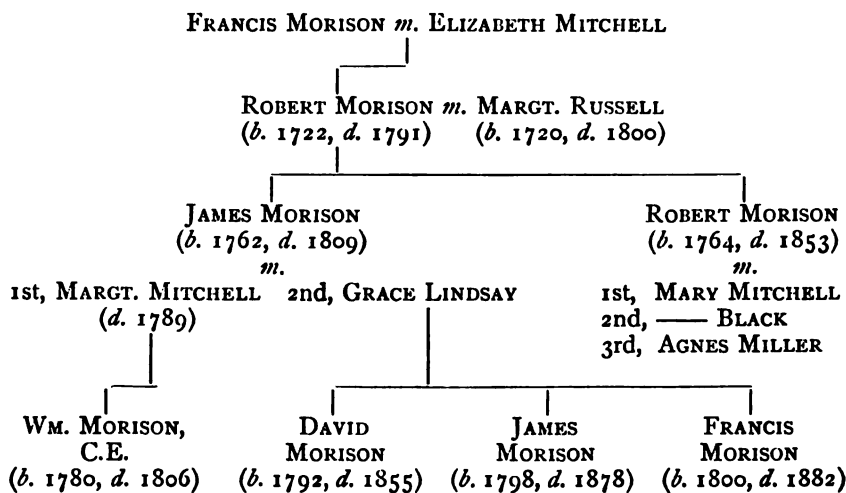 FRANCIS MORISON m. ELIZABETH MITCHELL
ROBERT MORISON m. MARGT. RUSSELL
(b. 1722, d. 1791) (b. 1720, d. 1800)
JAMES MORISON ROBERT MORISON
(b. 1762, d. 1809) (b. 1764, d. 1853)
m. m.
1st, MARGT. MITCHELL 2nd, GRACE LINDSAY 1st, MARY MITCHELL
(d. 1789) 2nd, —— BLACK
3rd, AGNES MILLER
WM. MORISON, DAVID JAMES FRANCIS
C.E. MORISON MORISON MORISON
(b. 1780, d. 1806) (b. 1792, d. 1855) (b. 1798, d. 1878) (b. 1800, d. 1882)